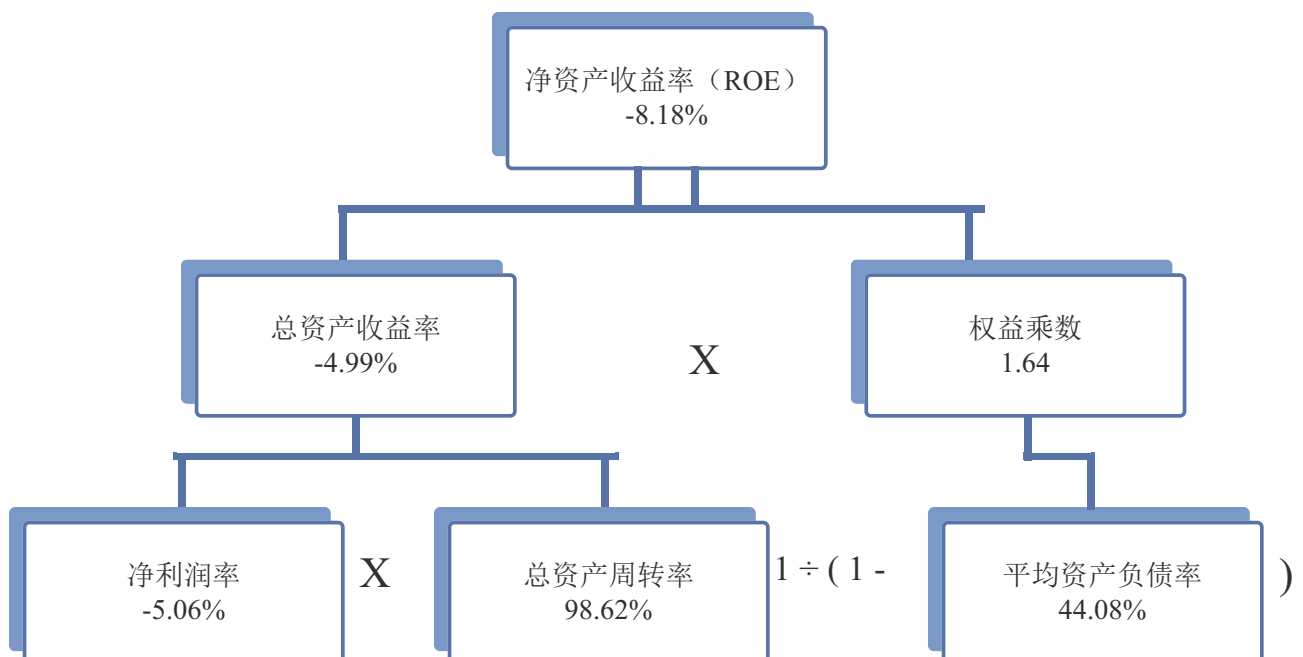 净资产收益率（ROE）
-8.18%
总资产收益率
-4.99%
X
权益乘数
1.64
净利润率
-5.06%
X
总资产周转率
98.62%
1 ÷ ( 1 -
平均资产负债率
44.08%
)